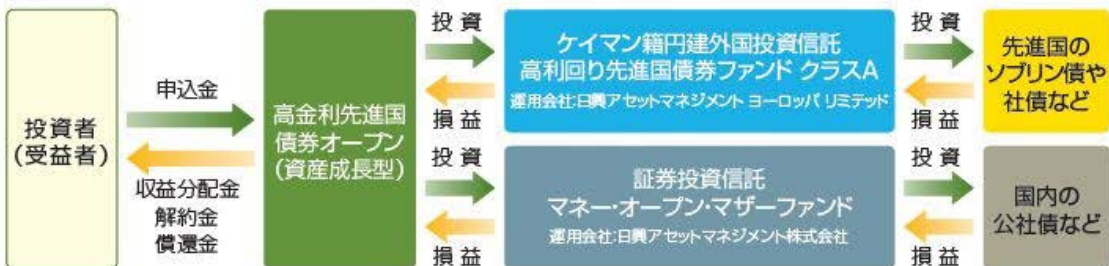 投資者
(受益者)
申込金
収益分配金
解約金
償還金
高金利先進国
債券オープン
(資産成長型)
投資
損益
ケイマン籍円建外国投資信託
高利回り先進国債券ファンド クラスA
運用会社:日興アセットマネジメント ヨーロッパ リミテッド
投資
損益
先進国の
ソブリン債や
社債など
投資
損益
証券投資信託
マネー・オープン・マザーファンド
運用会社:日興アセットマネジメント株式会社
投資
損益
国内の
公社債など